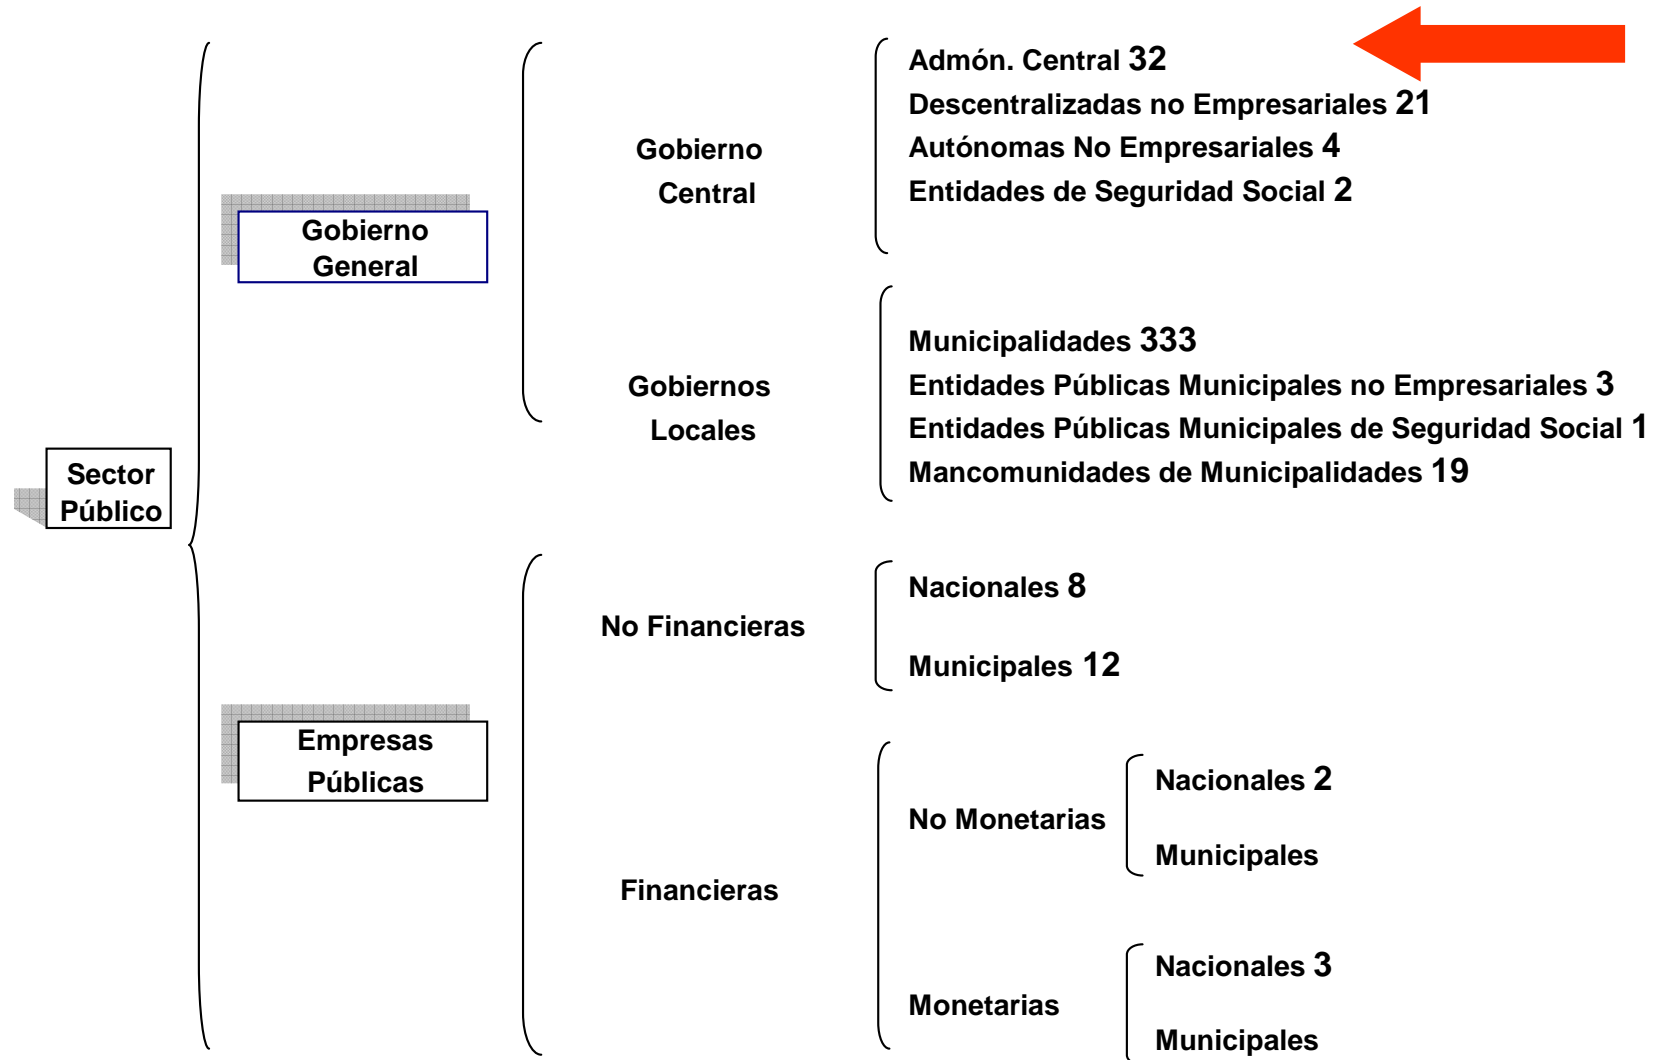 Sector
Público
Gobierno
General
Gobierno
Central
Admón. Central 32
Descentralizadas no Empresariales 21
Autónomas No Empresariales 4
Entidades de Seguridad Social 2
Gobiernos
Locales
Municipalidades 333
Entidades Públicas Municipales no Empresariales 3
Entidades Públicas Municipales de Seguridad Social 1
Mancomunidades de Municipalidades 19
Empresas
Públicas
No Financieras
Nacionales 8
Municipales 12
Financieras
No Monetarias
Nacionales 2
Municipales
Monetarias
Nacionales 3
Municipales